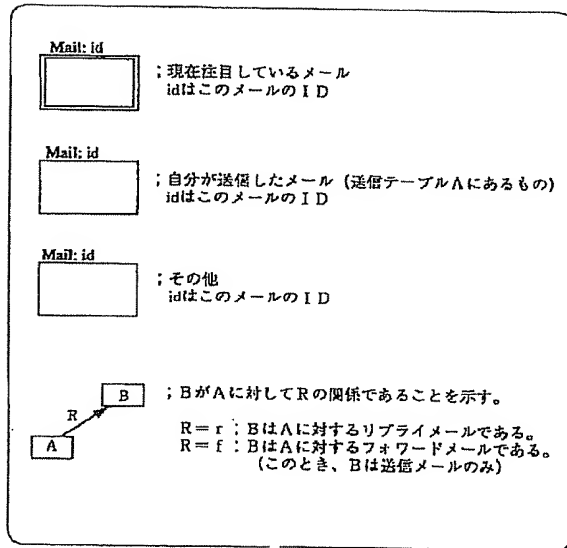 Mail: id
；現在注目しているメール
idはこのメールのＩＤ
Mail: id
；自分が送信したメール（送信テーブルAにあるもの）
idはこのメールのＩＤ
Mail: id
；その他
idはこのメールのＩＤ
B
；BがAに対してRの関係であることを示す。
R
R＝r：BはAに対するリプライメールである。
A
R＝f：BはAに対するフォワードメールである。
（このとき、Bは送信メールのみ）